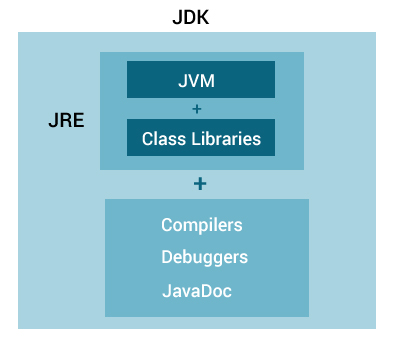 JDK
JRE
JVM
+
Class Libraries
+
Compilers
Debuggers
JavaDoc